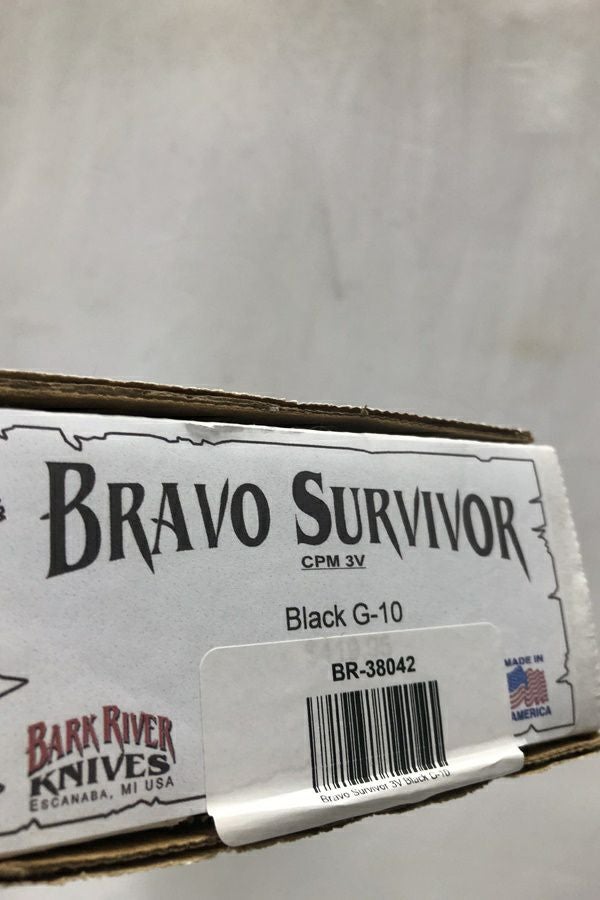 BRAVO SURVIVOR
CPM 3V
Black G-10
BR-38042
Bravo Survivor 3V Black G-10
MADE IN
AMERICA
BARK RIVER
KNIVES
ESCANABA, MI USA